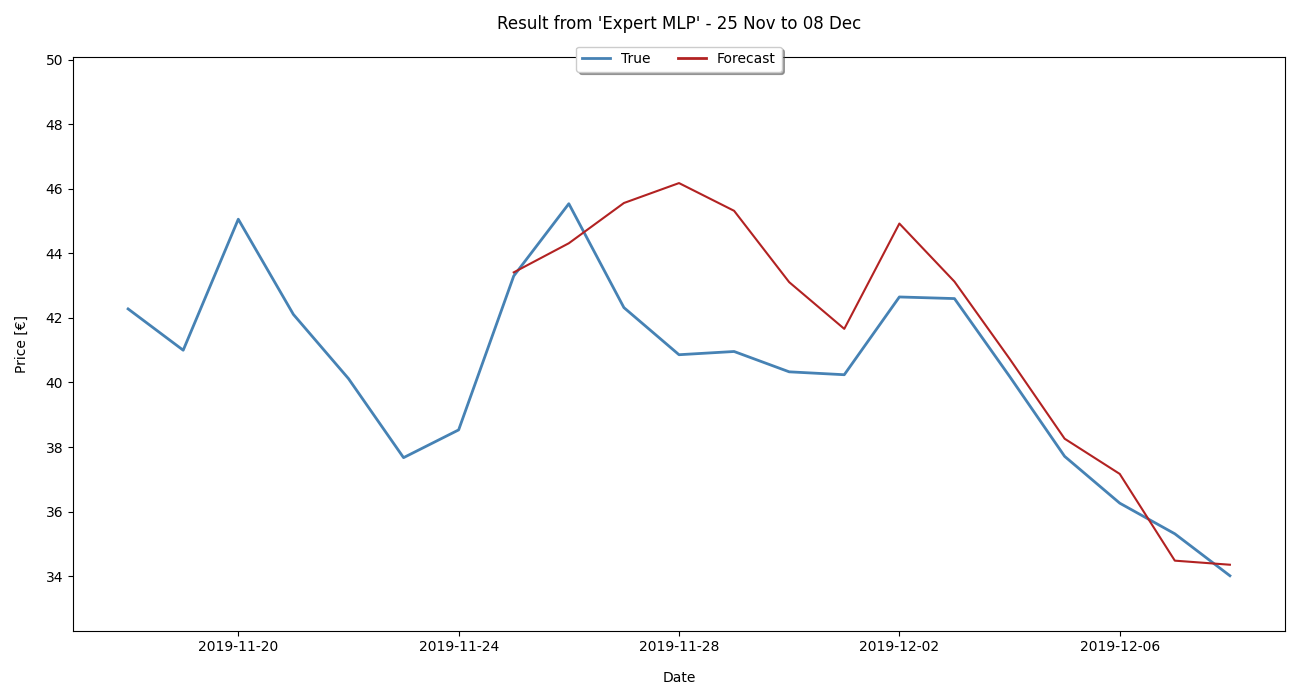 Result from 'Expert MLP' - 25 Nov to 08 Dec
True Forecast
50
48
46
44
42
40
38
36
34
Price [€]
2019-11-20 2019-11-24 2019-11-28 2019-12-02 2019-12-06
Date